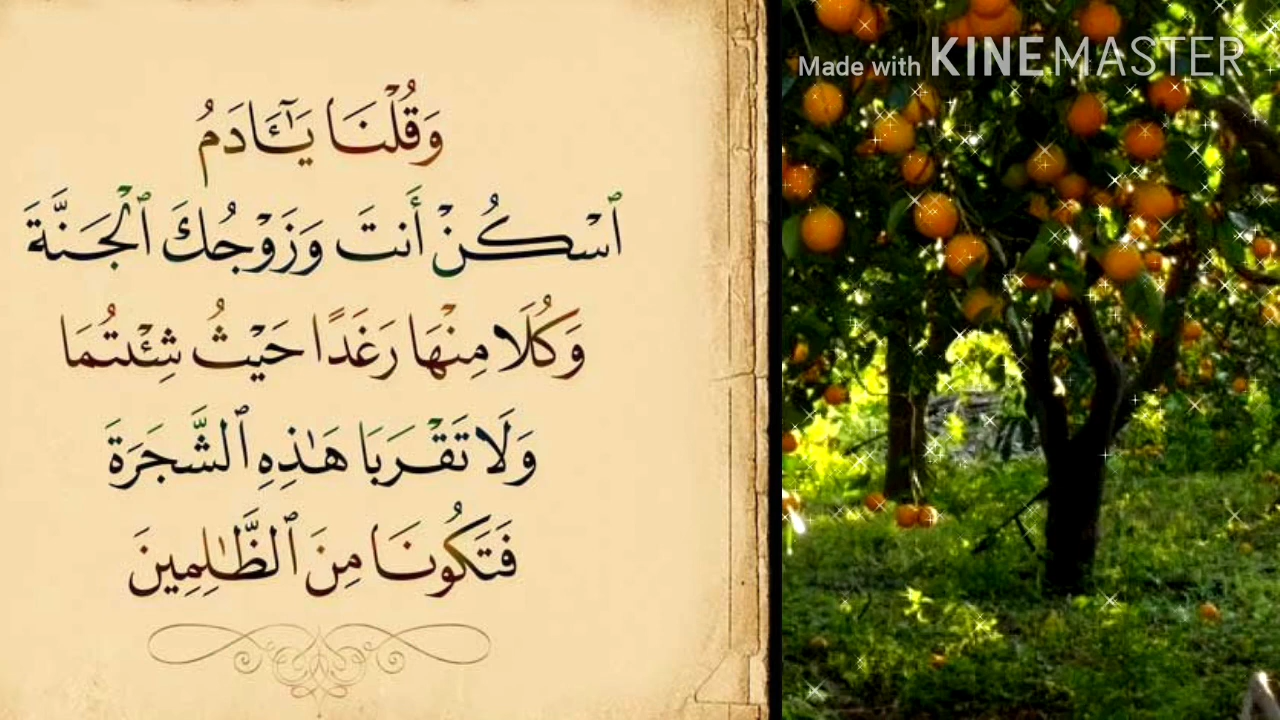 وَقُلْنَا يَـٰٓـَٔادَمُ
ٱسْكُنْ أَنتَ وَزَوْجُكَ ٱلْجَنَّةَ
وَكُلَا مِنْهَا رَغَدًا حَيْثُ شِئْتُمَا
وَلَا تَقْرَبَا هَـٰذِهِ ٱلشَّجَرَةَ
فَتَكُونَا مِنَ ٱلظَّـٰلِمِينَ
Made with KINEMASTER